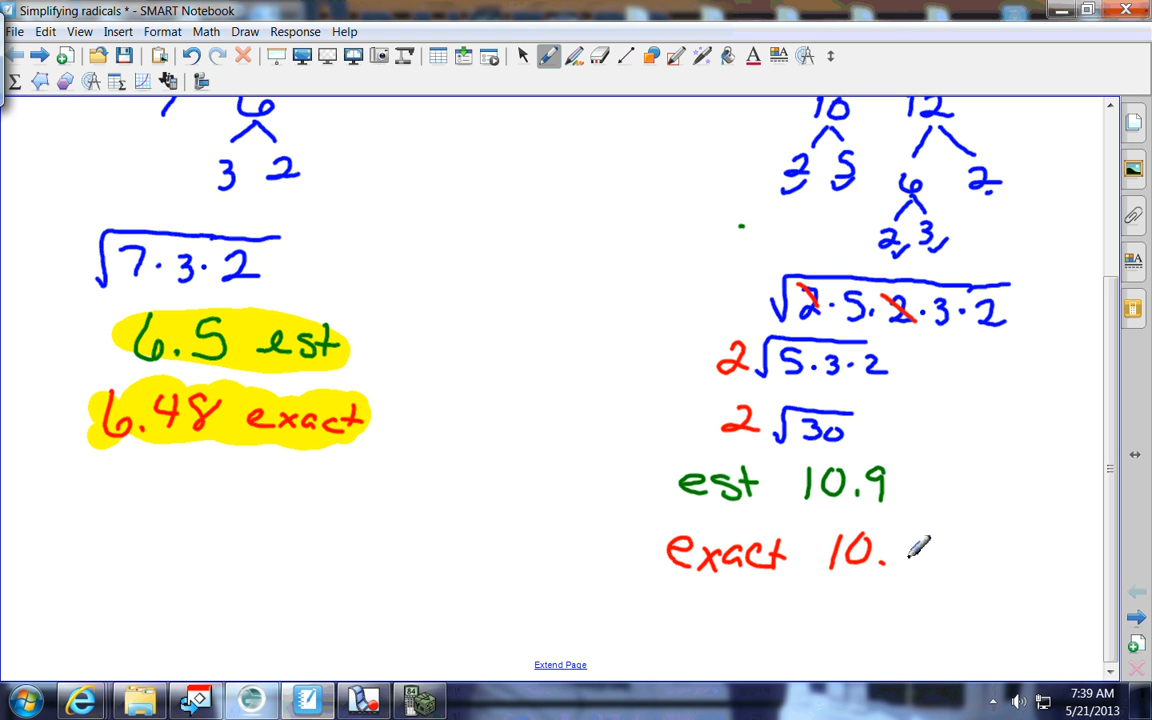 Simplifying radicals * - SMART Notebook
File Edit View Insert Format Math Draw Response Help
6
3 2
√7·3·2
6.5 est
6.48 exact
10 12
2 5 6 2
2 3
√2·5·2·3·2
2√5·3·2
2√30
est 10.9
exact 10.
Extend Page
7:39 AM
5/21/2013